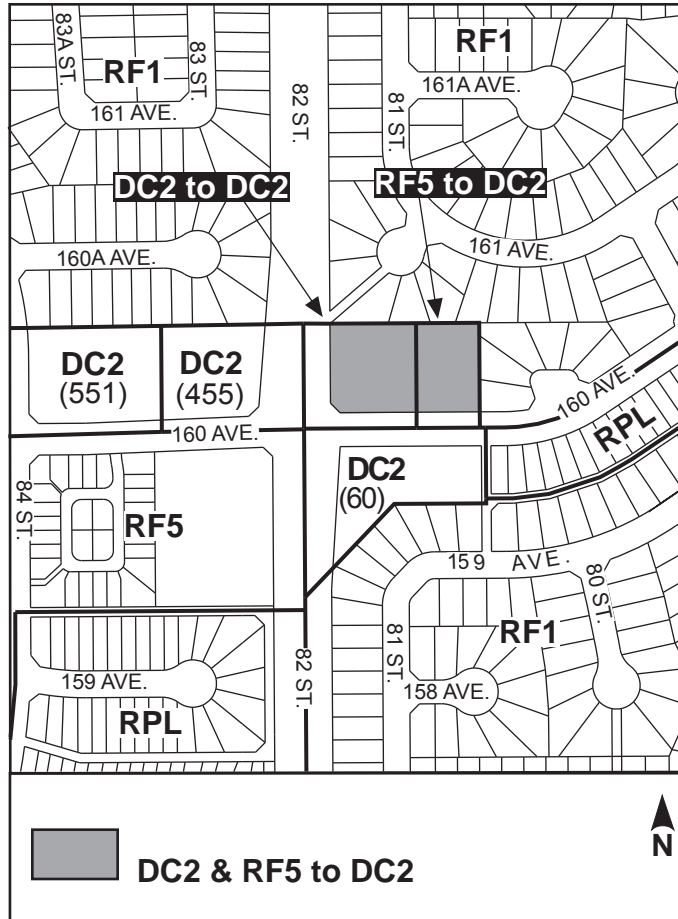 83A ST.
RF1
83 ST.
161 AVE.
82 ST.
81 ST.
RF1
161A AVE.
DC2 to DC2
RF5 to DC2
160A AVE.
161 AVE.
DC2
(551)
DC2
(455)
160 AVE.
160 AVE.
RPL
DC2
(60)
84 ST.
RF5
159 AVE.
80 ST.
RF1
81 ST.
82 ST.
159 AVE.
158 AVE.
RPL
DC2 & RF5 to DC2
N